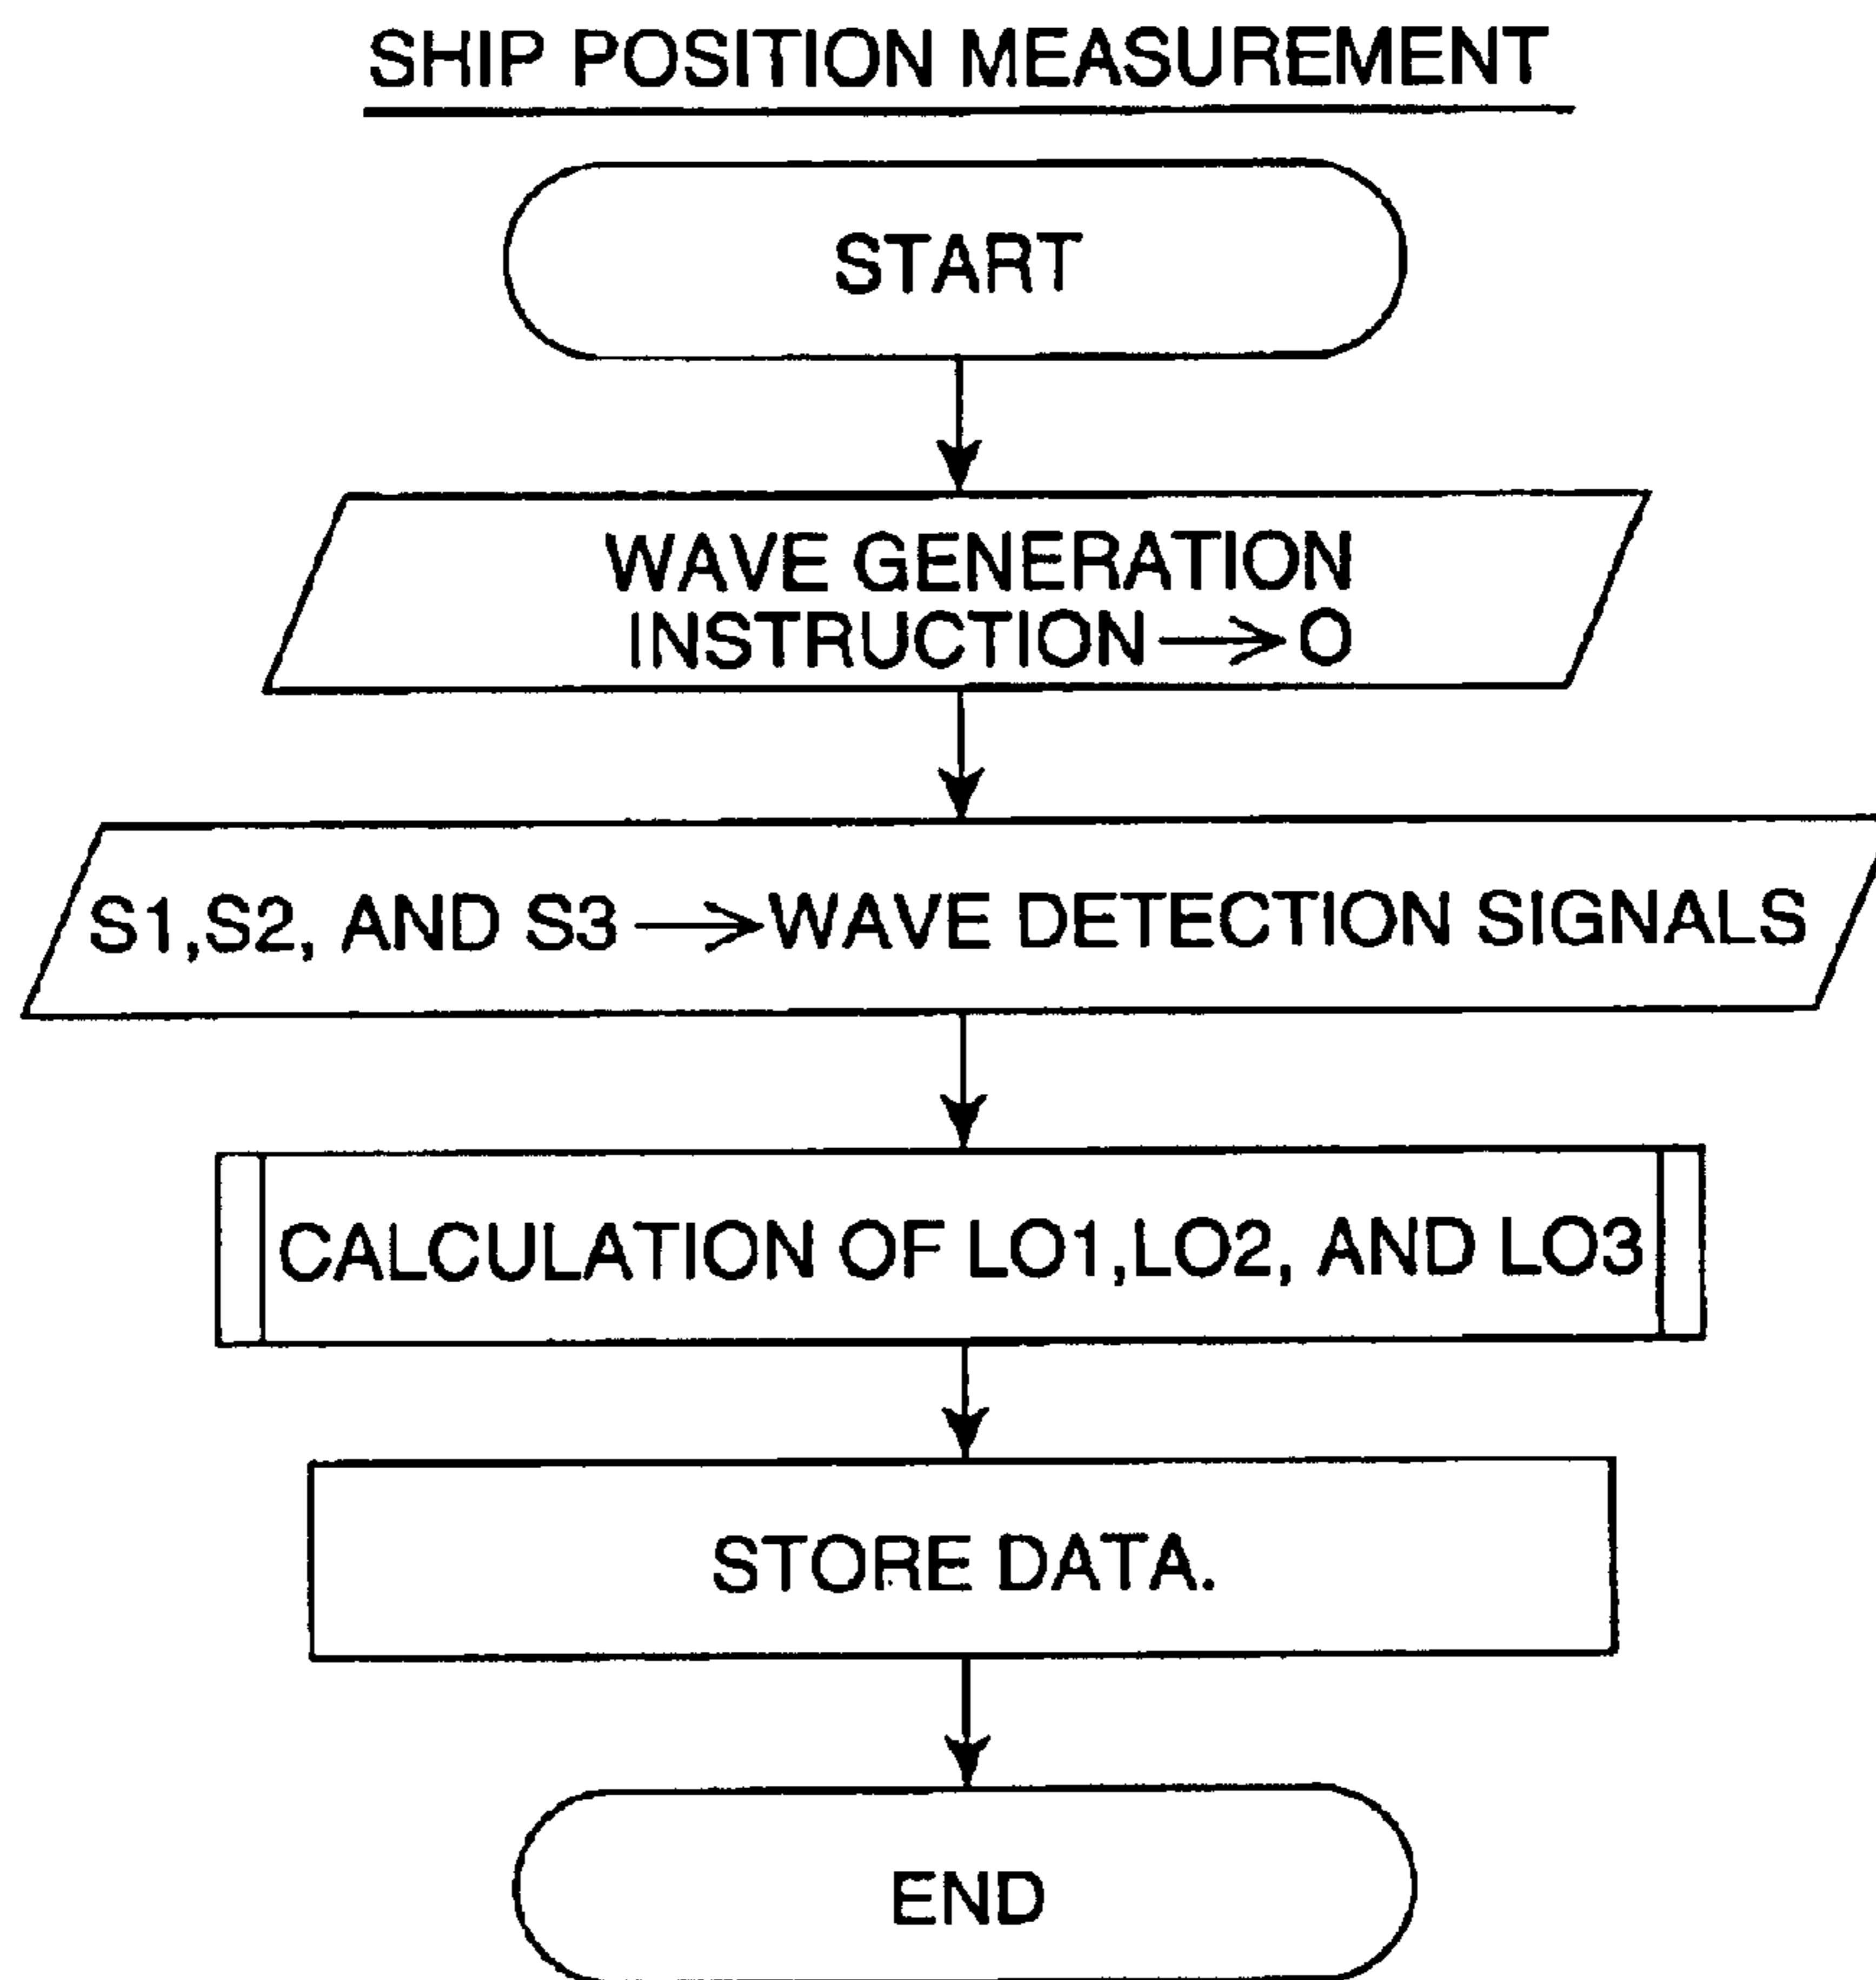 SHIP POSITION MEASUREMENT
START
WAVE GENERATION
INSTRUCTION→O
S1,S2, AND S3→WAVE DETECTION SIGNALS
CALCULATION OF LO1,LO2, AND LO3
STORE DATA.
END